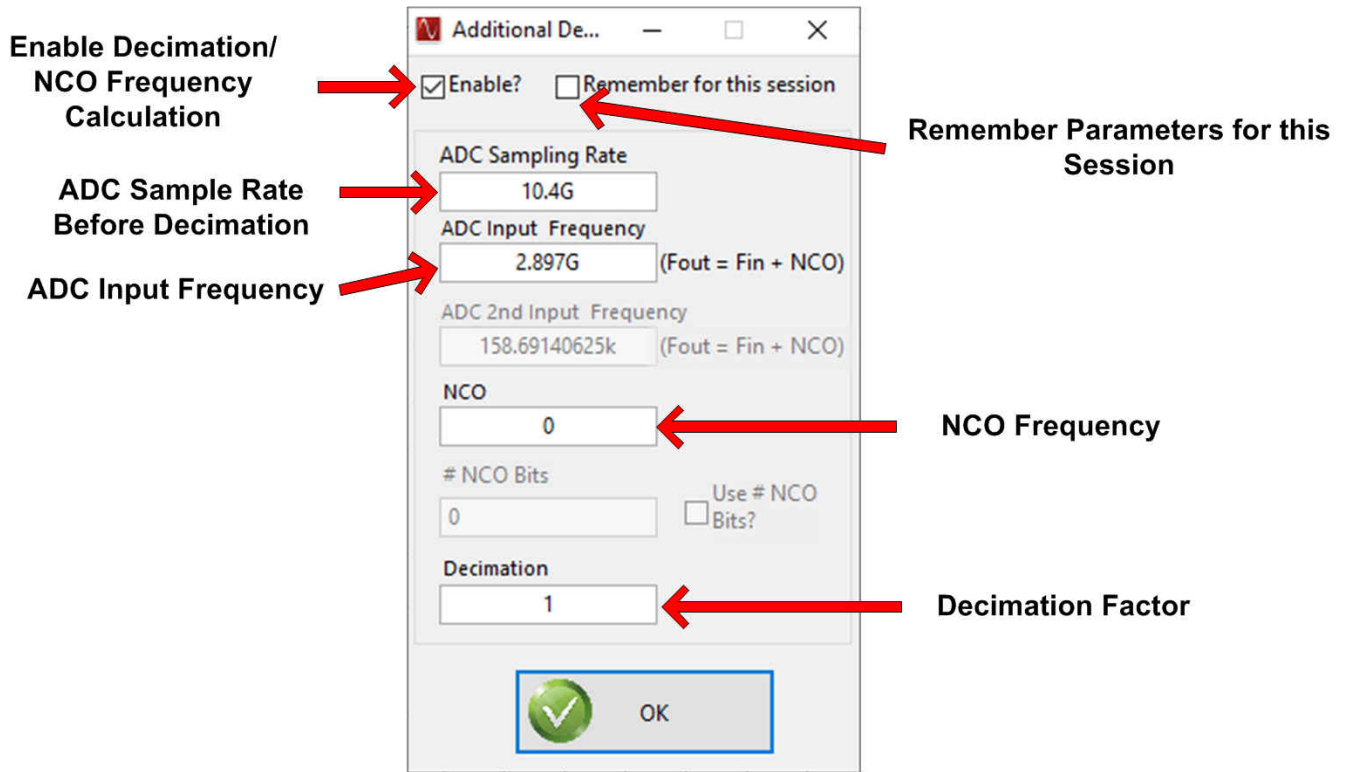 Additional De...
Enable Decimation/
NCO Frequency
Calculation
Enable?
Remember for this session
Remember Parameters for this
Session
ADC Sampling Rate
10.4G
ADC Sample Rate
Before Decimation
ADC Input  Frequency
2.897G
(Fout = Fin + NCO)
ADC Input Frequency
ADC 2nd Input  Frequency
158.69140625k
(Fout = Fin + NCO)
NCO
0
NCO Frequency
# NCO Bits
0
Use # NCO
Bits?
Decimation
1
Decimation Factor
OK